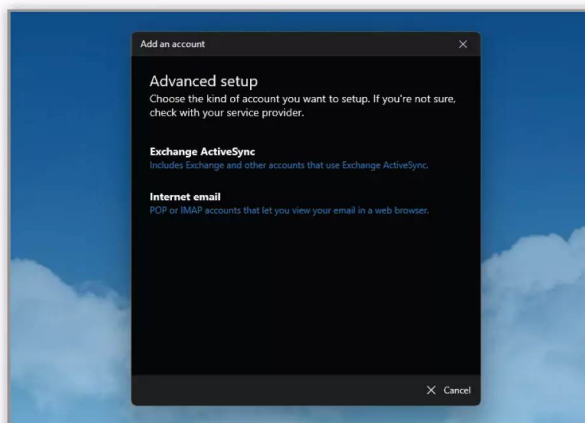 Add an account
Advanced setup
Choose the kind of account you want to setup. If you're not sure,
check with your service provider.
Exchange ActiveSync
Includes Exchange and other accounts that use Exchange ActiveSync.
Internet email
POP or IMAP accounts that let you view your email in a web browser.
Cancel